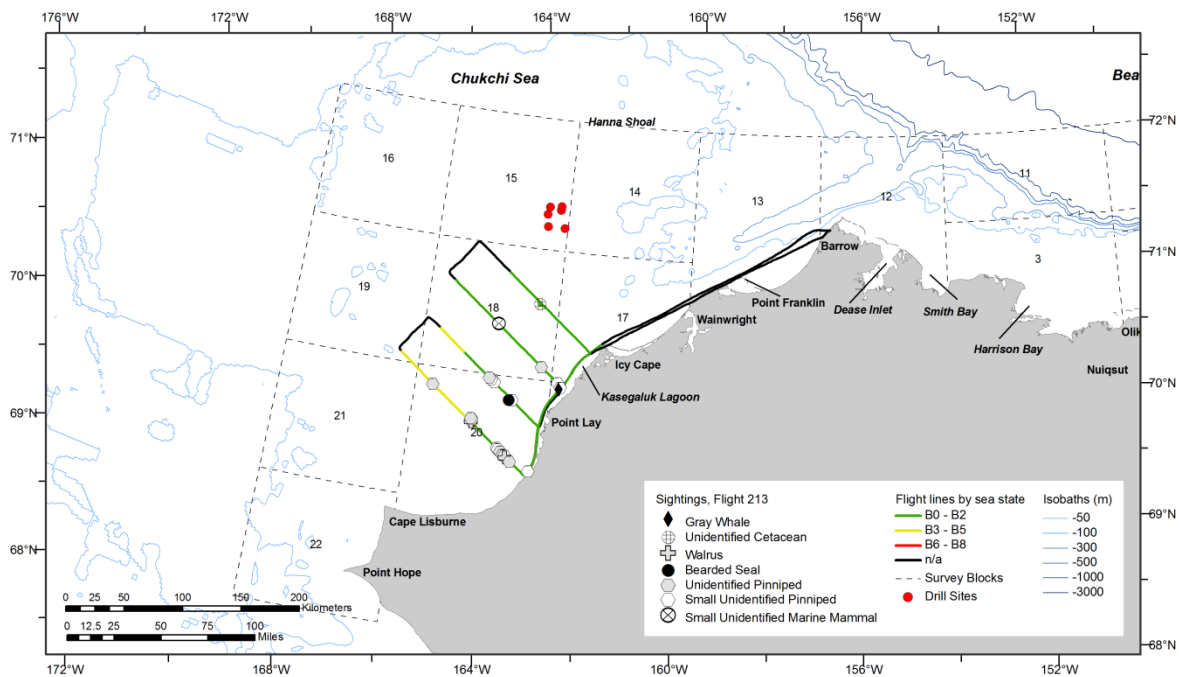 176°W 172°W 168°W 164°W 160°W 156°W 152°W
Chukchi Sea
Bea
72°N
71°N
Hanna Shoal
16
15
14
13
12
11
3
71°N
Barrow
70°N
19
18
17
Point Franklin
Dease Inlet
Smith Bay
Wainwright
Harrison Bay
Olik
Icy Cape
Nuiqsut
70°N
Kasegaluk Lagoon
69°N
21
20
Point Lay
Cape Lisburne
69°N
68°N
22
Point Hope
68°N
Sightings, Flight 213
Gray Whale
Unidentified Cetacean
Walrus
Bearded Seal
Unidentified Pinniped
Small Unidentified Pinniped
Small Unidentified Marine Mammal
Flight lines by sea state
B0 - B2
B3 - B5
B6 - B8
n/a
Survey Blocks
Drill Sites
Isobaths (m)
-50
-100
-300
-500
-1000
-3000
0 25 50 100 150 200
Kilometers
0 12.5 25 50 75 100
Miles
172°W 168°W 164°W 160°W 156°W 152°W